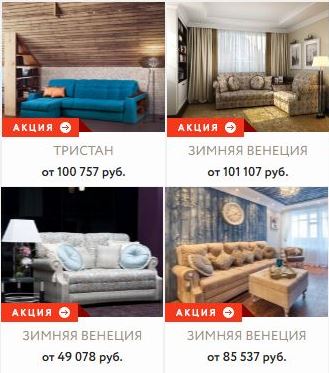 АКЦИЯ
АКЦИЯ
ТРИСТАН
ЗИМНЯЯ ВЕНЕЦИЯ
от 100 757 руб.
от 101 107 руб.
АКЦИЯ
АКЦИЯ
ЗИМНЯЯ ВЕНЕЦИЯ
ЗИМНЯЯ ВЕНЕЦИЯ
от 49 078 руб.
от 85 537 руб.